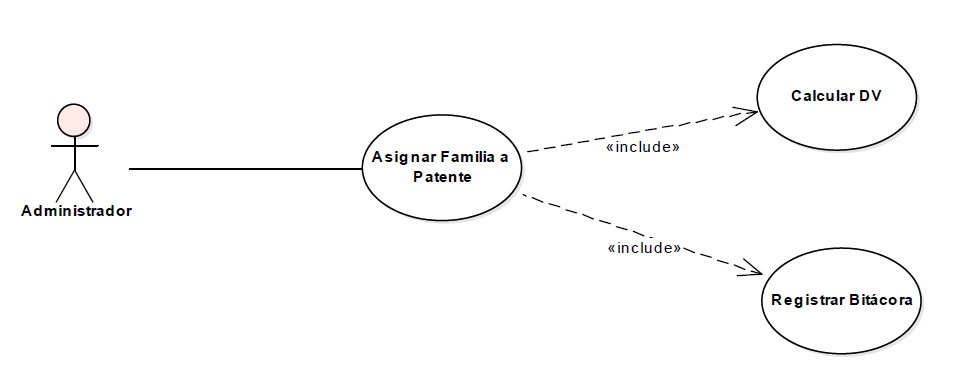 Administrador
Asignar Familia a
Patente
«include»
Calcular DV
«include»
Registrar Bitácora